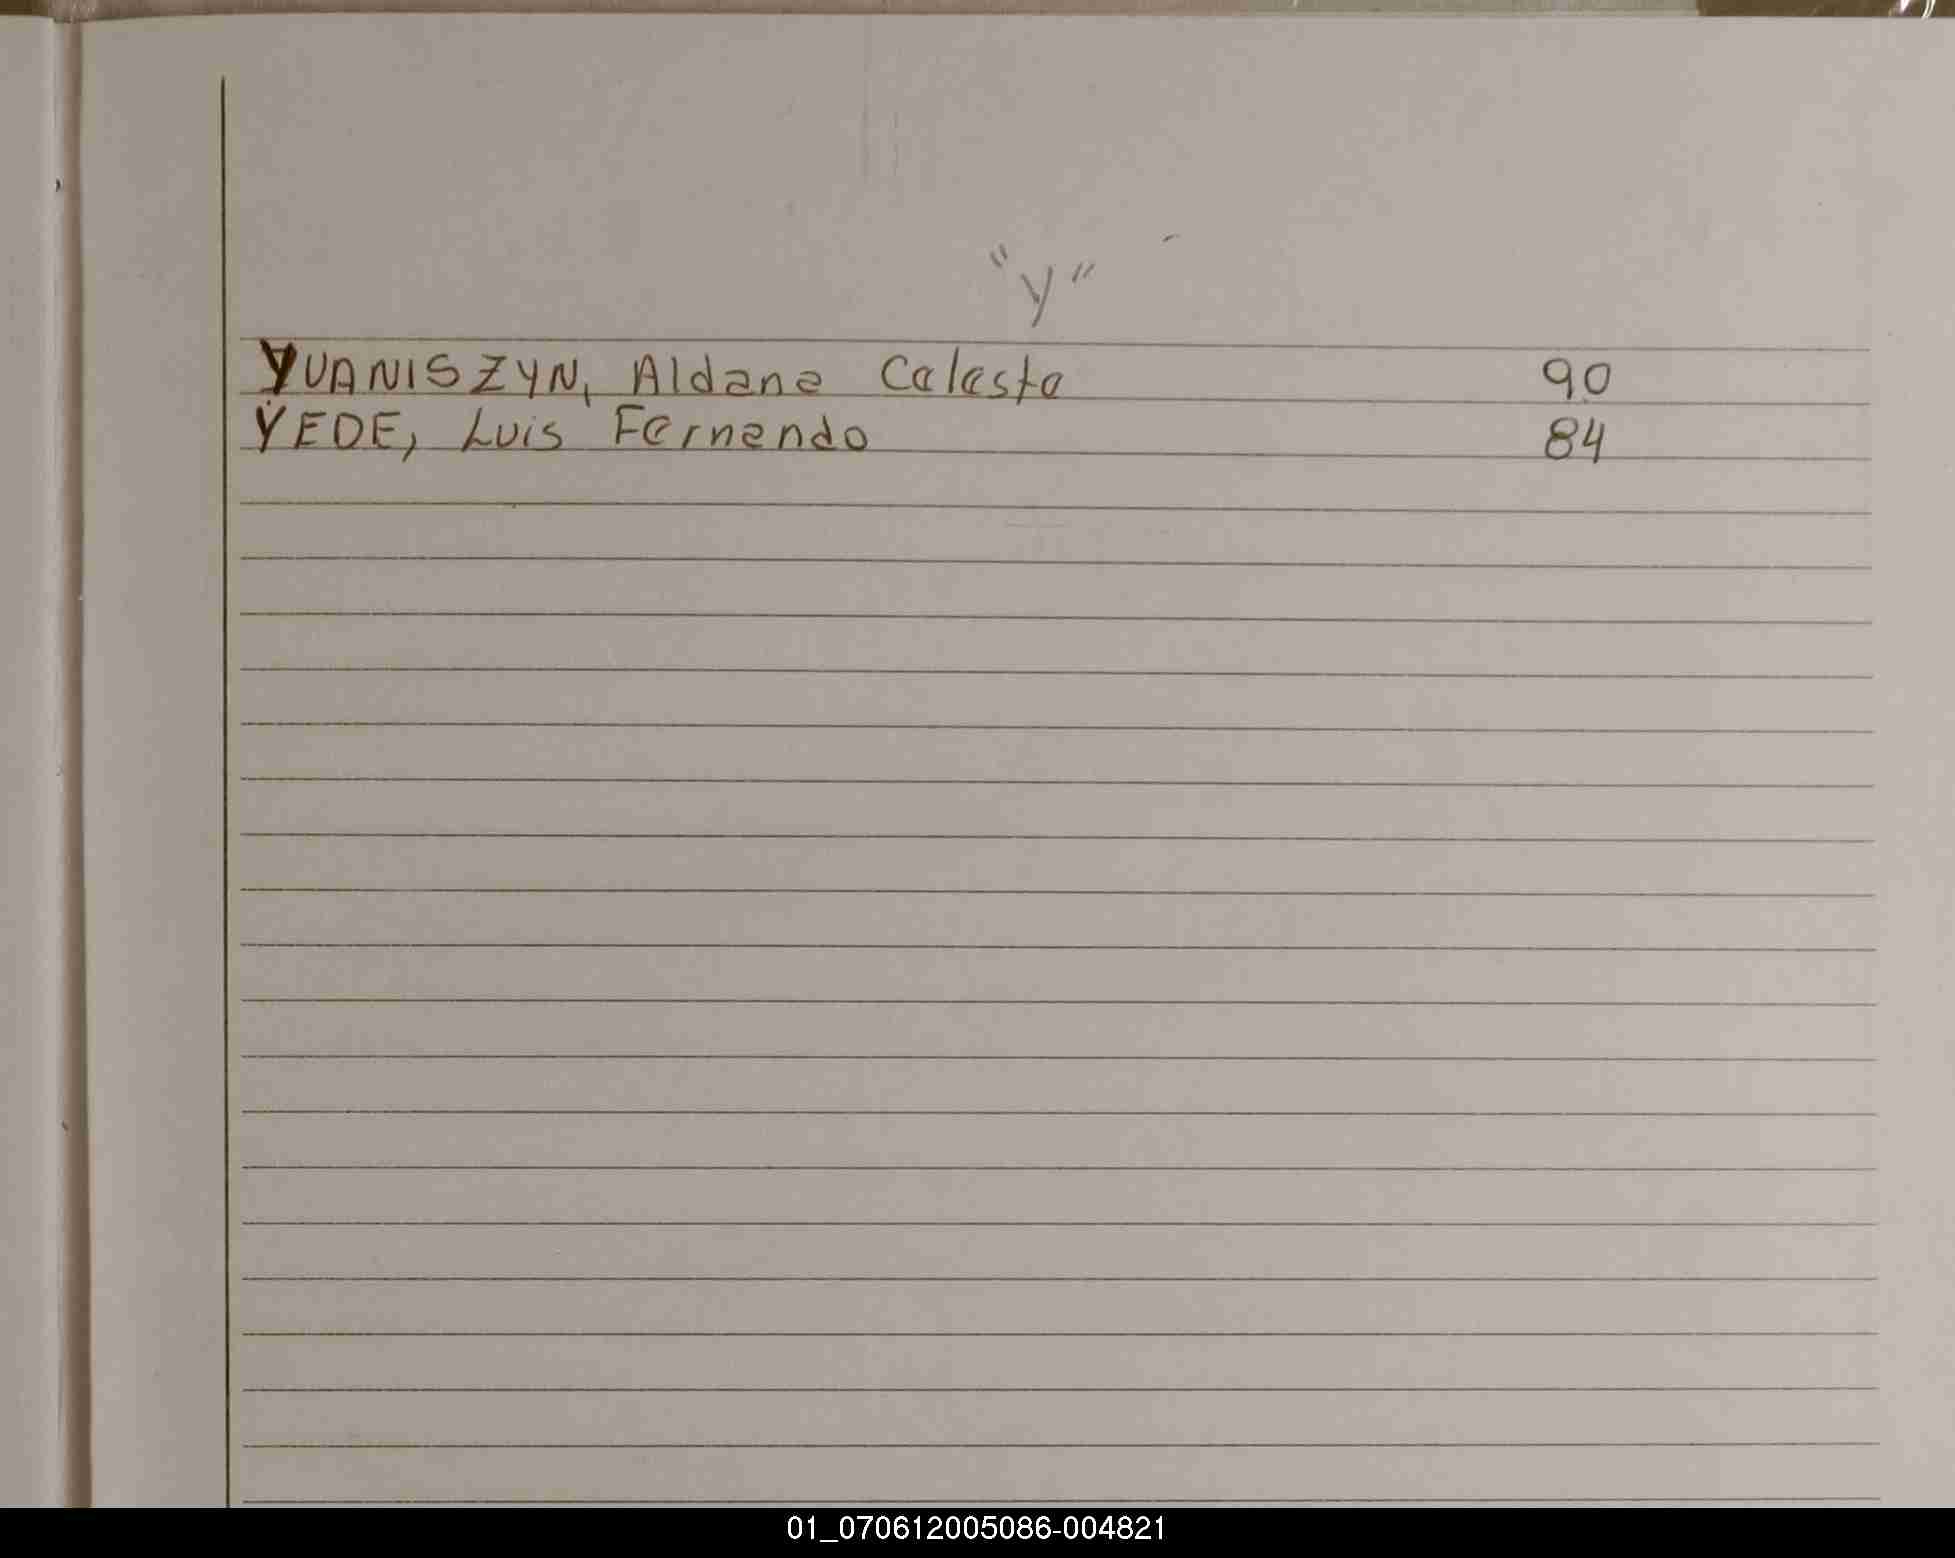 "Y"
YUANISZYN, Aldana Celeste 90
YEDE, Luis Fernando 84
01_070612005086-004821